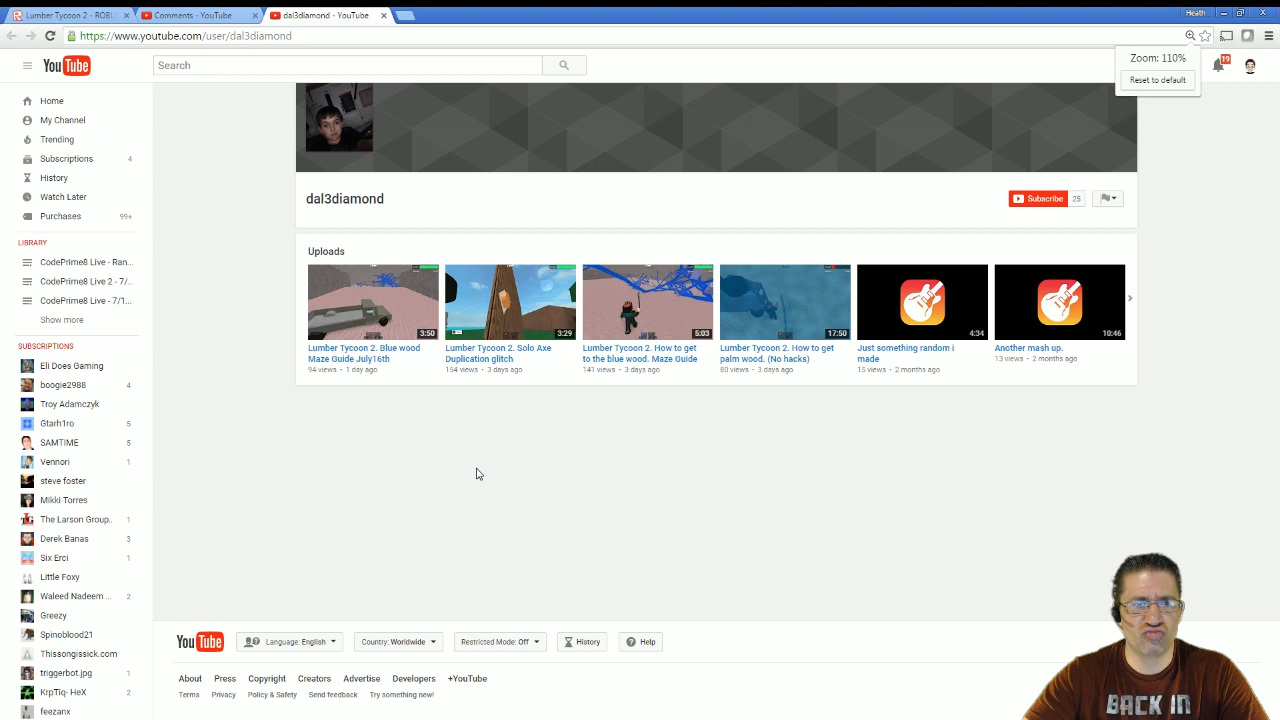 Lumber Tycoon 2 - ROBL
Comments - YouTube
dal3diamond - YouTube
Heath
https://www.youtube.com/user/dal3diamond
Zoom: 110%
Reset to default
YouTube
Search
19
Home
My Channel
Trending
Subscriptions 4
History
Watch Later
Purchases 99+
LIBRARY
CodePrime8 Live - Ran...
CodePrime8 Live 2 - 7/...
CodePrime8 Live - 7/1...
Show more
SUBSCRIPTIONS
Eli Does Gaming
boogie2988 4
Troy Adamczyk
Gtarh1ro 5
SAMTIME 5
Vennori 1
steve foster
Mikki Torres
The Larson Group.. 1
Derek Banas 3
Six Erci 1
Little Foxy
Waleed Nadeem ... 2
Greezy
Spinoblood21
Thissongissick.com
triggerbot.jpg 1
KrpTiq- HeX 2
feezanx
dal3diamond
Subscribe 25
Uploads
3:50
3:29
5:03
17:50
4:34
10:46
Lumber Tycoon 2. Blue wood
Maze Guide July16th
94 views • 1 day ago
Lumber Tycoon 2. Solo Axe
Duplication glitch
154 views • 3 days ago
Lumber Tycoon 2. How to get
to the blue wood. Maze Guide
141 views • 3 days ago
Lumber Tycoon 2. How to get
palm wood. (No hacks)
80 views • 3 days ago
Just something random i
made
15 views • 2 months ago
Another mash up.
13 views • 2 months ago
YouTube
Language: English
Country: Worldwide
Restricted Mode: Off
History
Help
About Press Copyright Creators Advertise Developers +YouTube
Terms Privacy Policy & Safety Send feedback Try something new!
BACK IN